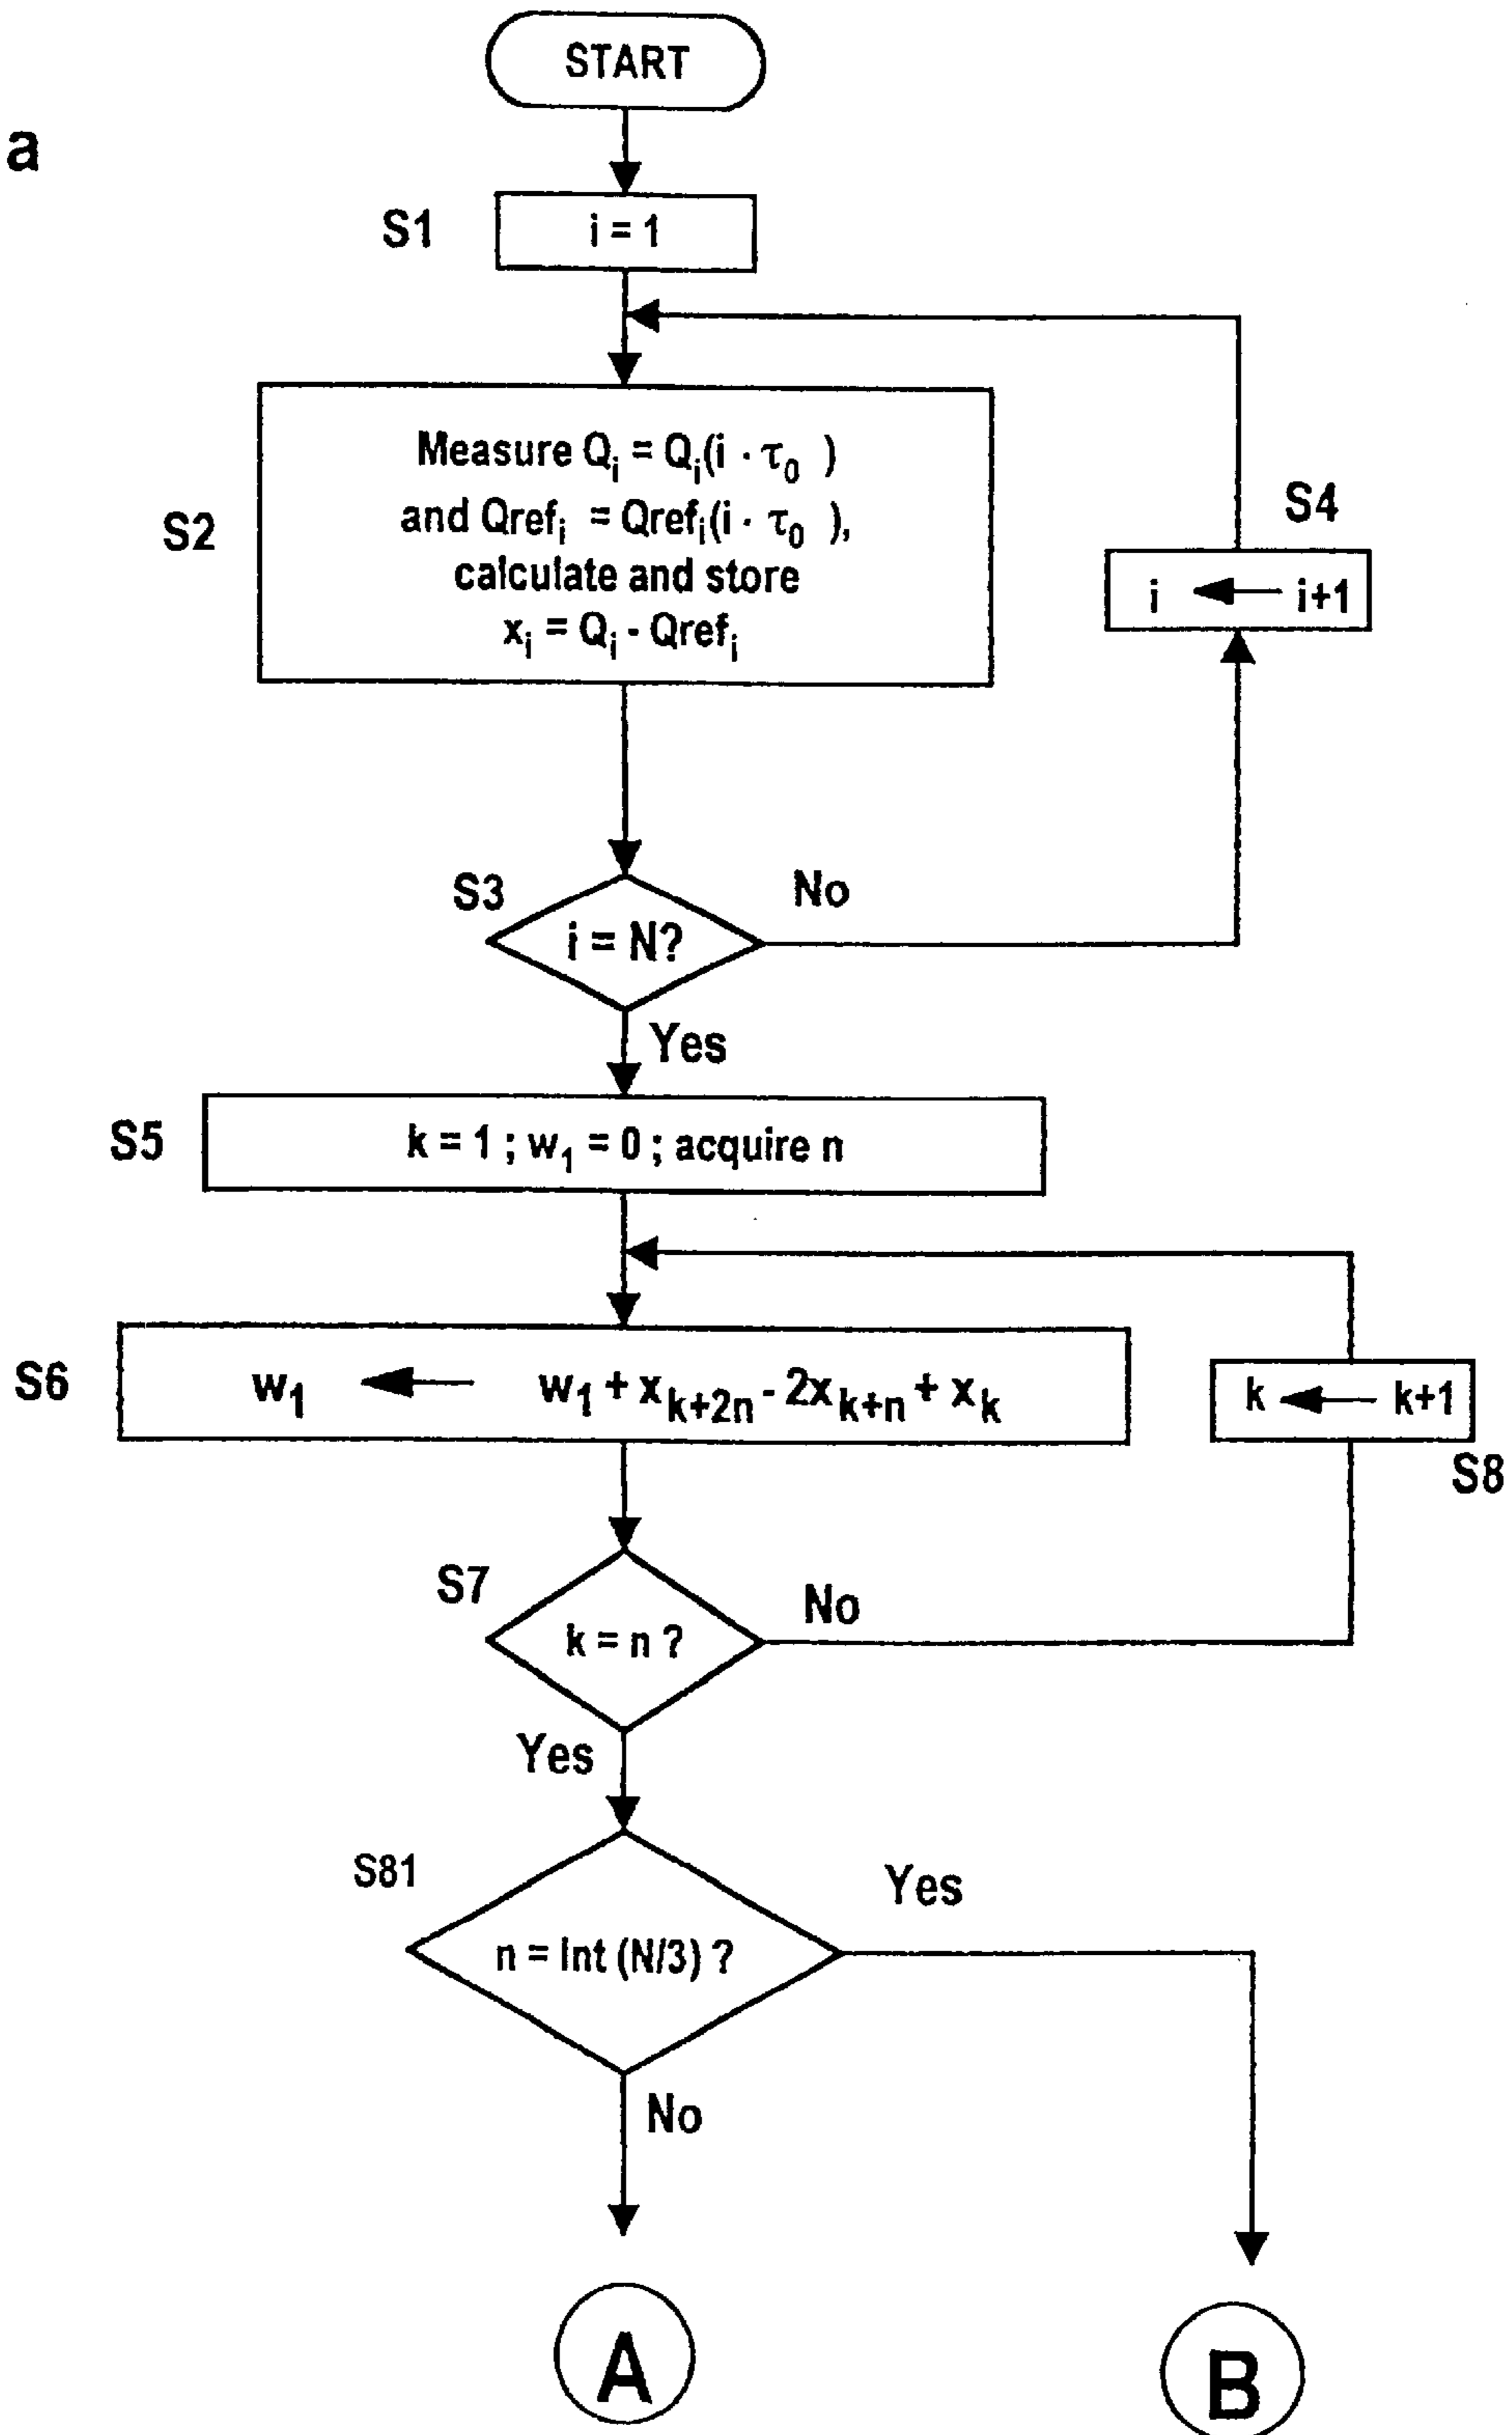 START
a
S1
i = 1
S2
Measure Qᵢ = Qᵢ(i · τ₀ )
and Qrefᵢ = Qrefᵢ(i · τ₀ ),
calculate and store
xᵢ = Qᵢ - Qrefᵢ
S4
i ← i+1
S3
i = N?
No
Yes
S5
k = 1 ; w₁ = 0 ; acquire n
S6
w₁ ← w₁ + xₖ₊₂ₙ - 2xₖ₊ₙ + xₖ
k ← k+1
S8
S7
k = n ?
No
Yes
S81
n = Int (N/3) ?
Yes
No
A
B